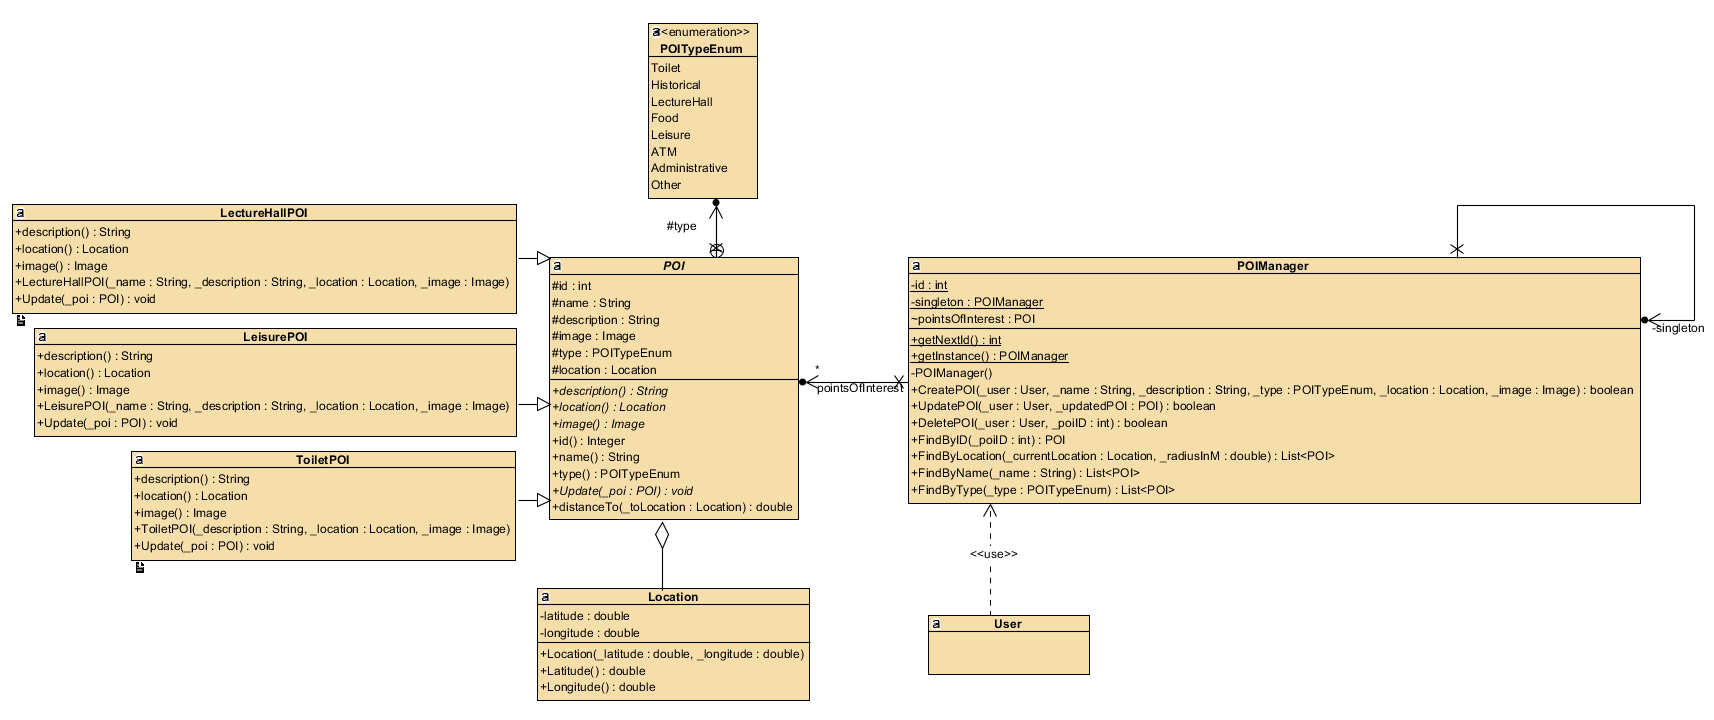 <<enumeration>>
POITypeEnum
Toilet
Historical
LectureHall
Food
Leisure
ATM
Administrative
Other
#type
LectureHallPOI
+description() : String
+location() : Location
+image() : Image
+LectureHallPOI(_name : String, _description : String, _location : Location, _image : Image)
+Update(_poi : POI) : void
LeisurePOI
+description() : String
+location() : Location
+image() : Image
+LeisurePOI(_name : String, _description : String, _location : Location, _image : Image)
+Update(_poi : POI) : void
ToiletPOI
+description() : String
+location() : Location
+image() : Image
+ToiletPOI(_description : String, _location : Location, _image : Image)
+Update(_poi : POI) : void
POI
#id : int
#name : String
#description : String
#image : Image
#type : POITypeEnum
#location : Location
+description() : String
+location() : Location
+image() : Image
+id() : Integer
+name() : String
+type() : POITypeEnum
+Update(_poi : POI) : void
+distanceTo(_toLocation : Location) : double
*
pointsOfInterest
POIManager
-id : int
-singleton : POIManager
~pointsOfInterest : POI
+getNextId() : int
+getInstance() : POIManager
-POIManager()
+CreatePOI(_user : User, _name : String, _description : String, _type : POITypeEnum, _location : Location, _image : Image) : boolean
+UpdatePOI(_user : User, _updatedPOI : POI) : boolean
+DeletePOI(_user : User, _poiID : int) : boolean
+FindByID(_poiID : int) : POI
+FindByLocation(_currentLocation : Location, _radiusInM : double) : List<POI>
+FindByName(_name : String) : List<POI>
+FindByType(_type : POITypeEnum) : List<POI>
-singleton
<<use>>
Location
-latitude : double
-longitude : double
+Location(_latitude : double, _longitude : double)
+Latitude() : double
+Longitude() : double
User